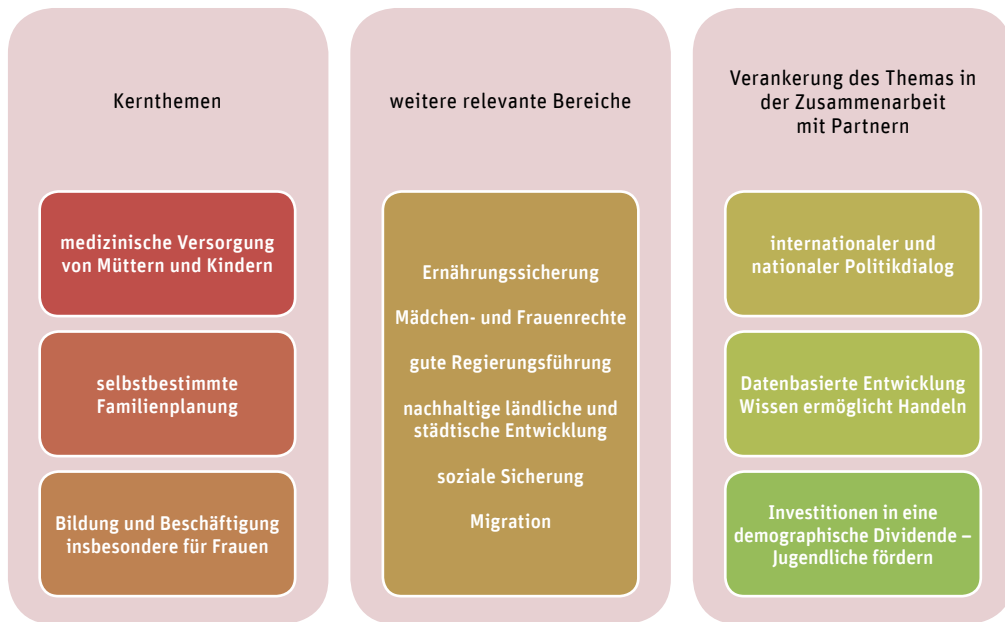 Kernthemen
medizinische Versorgung
von Müttern und Kindern
selbstbestimmte
Familienplanung
Bildung und Beschäftigung
insbesondere für Frauen
weitere relevante Bereiche
Ernährungssicherung
Mädchen- und Frauenrechte
gute Regierungsführung
nachhaltige ländliche und
städtische Entwicklung
soziale Sicherung
Migration
Verankerung des Themas in
der Zusammenarbeit
mit Partnern
internationaler und
nationaler Politikdialog
Datenbasierte Entwicklung
Wissen ermöglicht Handeln
Investitionen in eine
demographische Dividende –
Jugendliche fördern